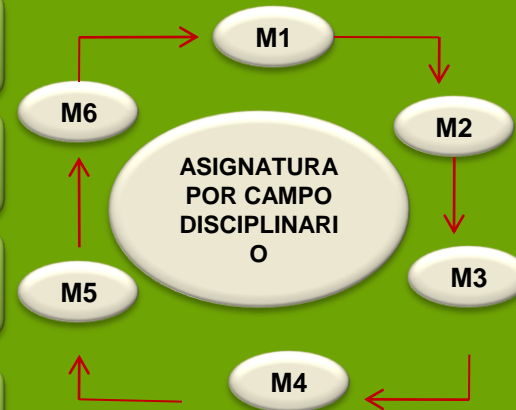 M1
M6
M2
ASIGNATURA
POR CAMPO
DISCIPLINARI
O
M3
M5
M4